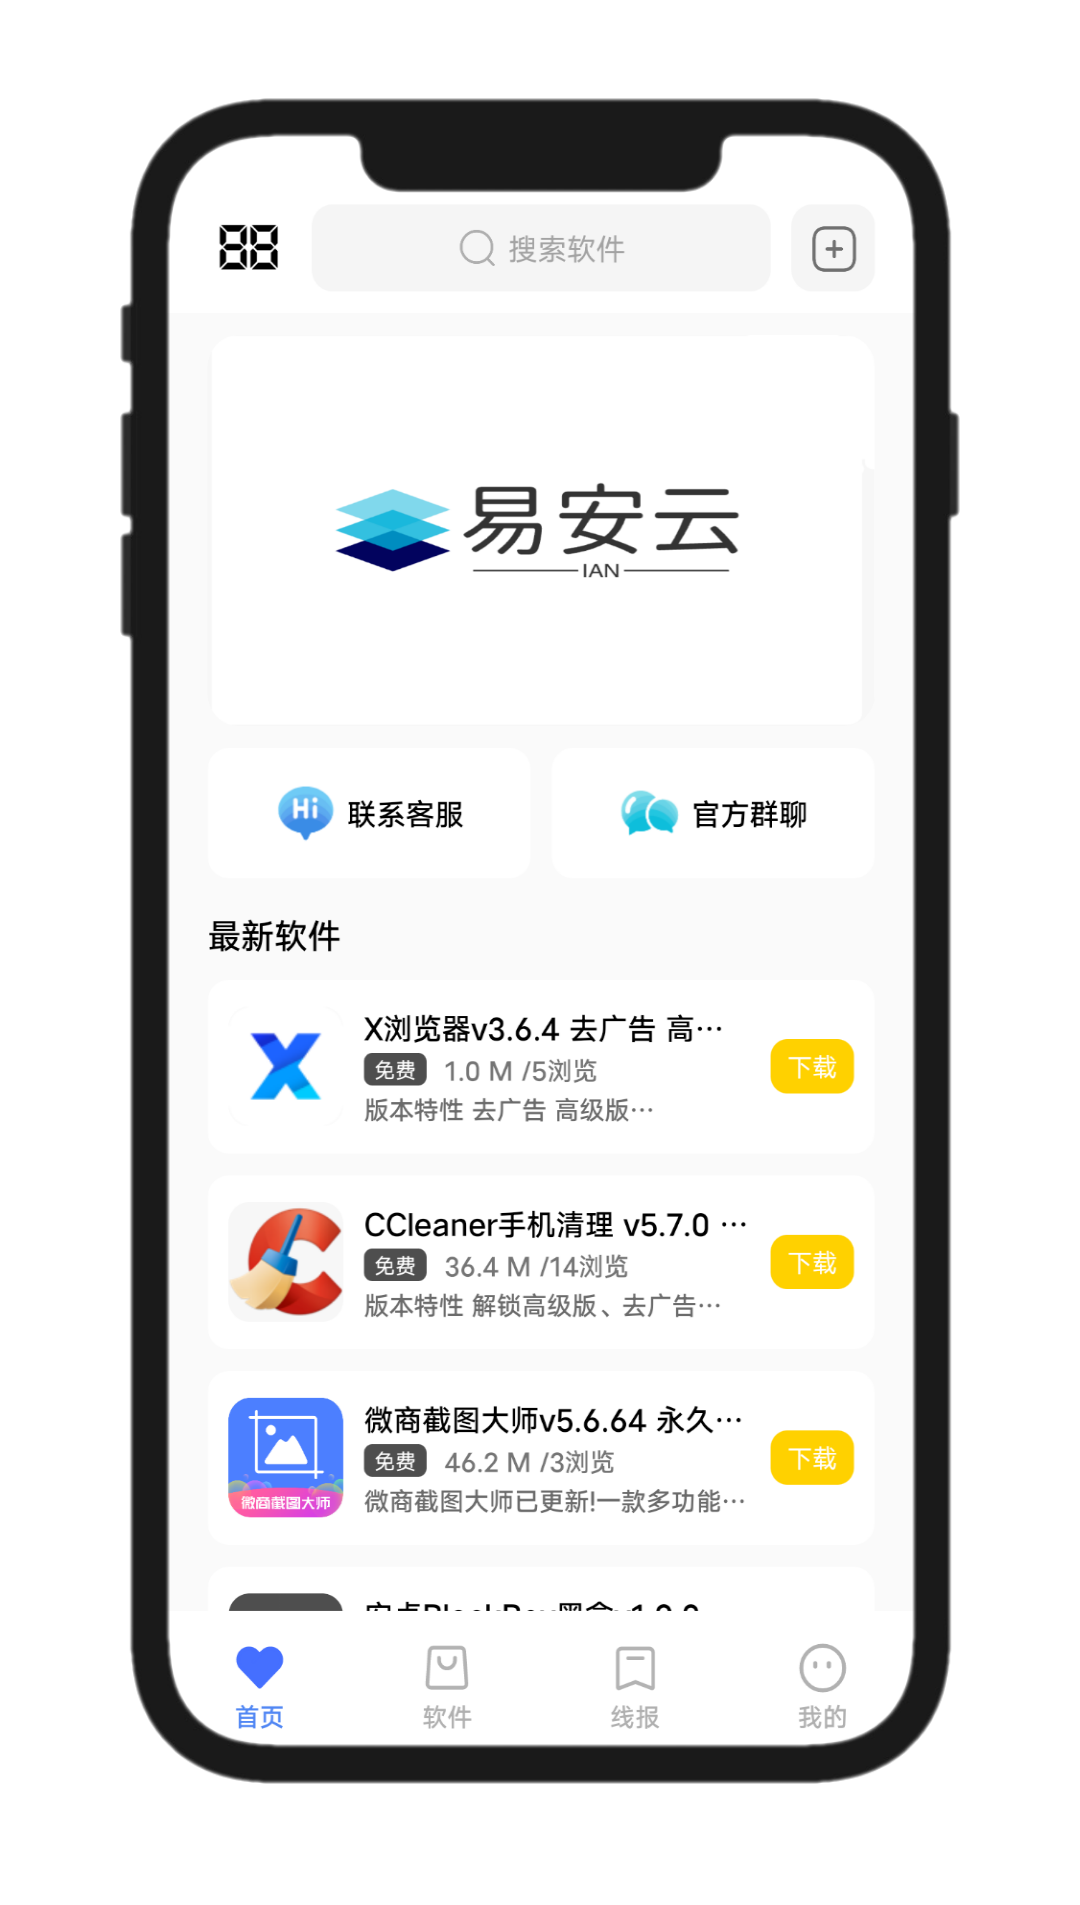 88
搜索软件
易安云
IAN
Hi 联系客服
官方群聊
最新软件
X浏览器v3.6.4 去广告 高…
免费 1.0 M /5浏览
下载
版本特性 去广告 高级版…
CCleaner手机清理 v5.7.0 …
免费 36.4 M /14浏览
下载
版本特性 解锁高级版、去广告…
微商截图大师v5.6.64 永久…
免费 46.2 M /3浏览
下载
微商截图大师已更新!一款多功能…
微商截图大师
首页 软件 线报 我的